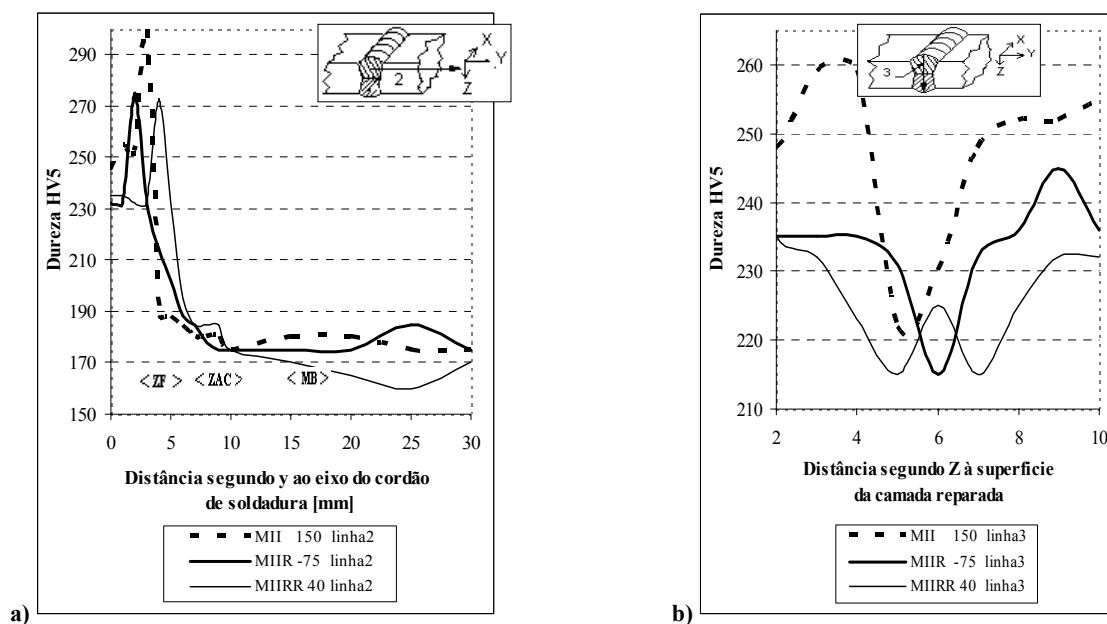 a)
Dureza HV5
290
270
250
230
210
190
170
150
0 5 10 15 20 25 30
X
Y
Z
2
< ZF > < ZAC > < MB >
Distância segundo y ao eixo do cordão
de soldadura [mm]
MII 150 linha2
MIIR -75 linha2
MIIRR 40 linha2
b)
Dureza HV5
260
250
240
230
220
210
2 4 6 8 10
X
Y
Z
3
Distância segundo Z à superficie
da camada reparada
MII 150 linha3
MIIR -75 linha3
MIIRR 40 linha3